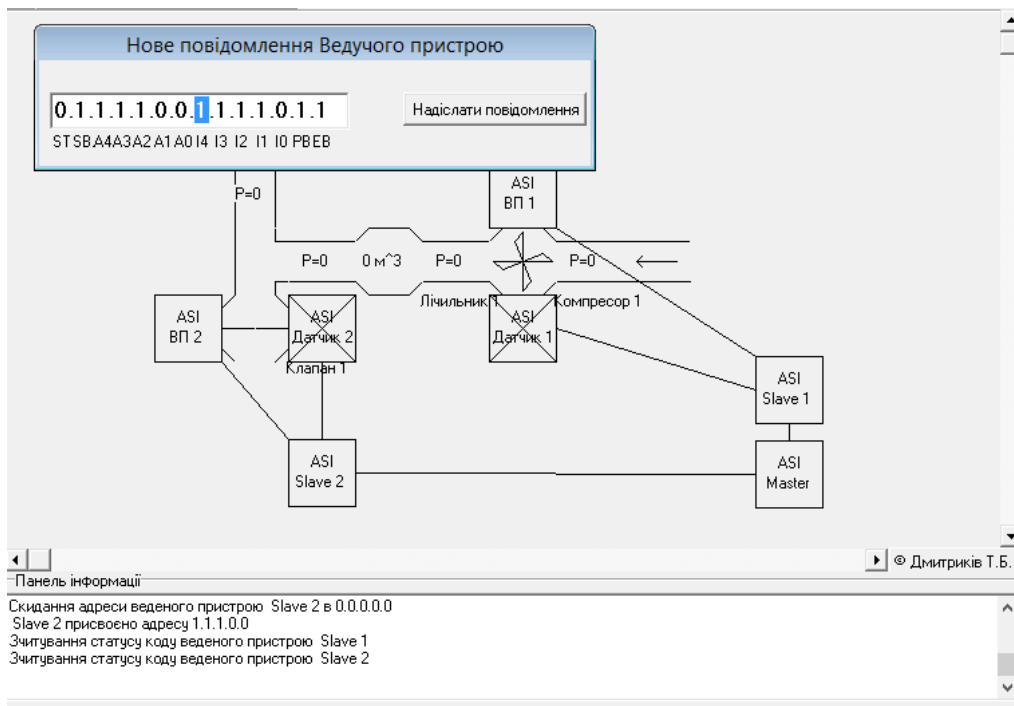 Нове повідомлення Ведучого пристрою
0.1.1.1.1.0.0.1.1.1.1.0.1.1
Надіслати повідомлення
ST SB A4 A3 A2 A1 A0 I4 I3 I2 I1 I0 PB EB
P=0
ASI
ВП 1
P=0
0 м^3
P=0
P=0
Лічильник 1
Компресор 1
ASI
ВП 2
ASI
Датчик 2
ASI
Датчик 1
Клапан 1
ASI
Slave 1
ASI
Slave 2
ASI
Master
© Дмитриків Т.Б.
Панель інформації
Скидання адреси веденого пристрою Slave 2 в 0.0.0.0.0
Slave 2 присвоєно адресу 1.1.1.0.0
Зчитування статусу коду веденого пристрою Slave 1
Зчитування статусу коду веденого пристрою Slave 2